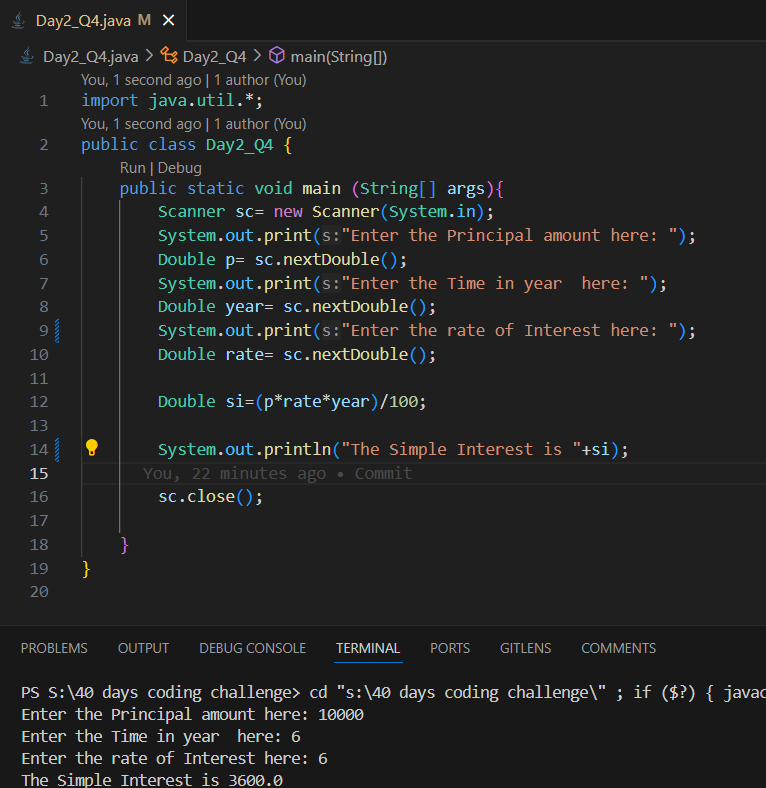 Day2_Q4.java M ×
Day2_Q4.java > Day2_Q4 > main(String[])
You, 1 second ago | 1 author (You)
1 import java.util.*;
You, 1 second ago | 1 author (You)
2 public class Day2_Q4 {
Run | Debug
3 public static void main (String[] args){
4 Scanner sc= new Scanner(System.in);
5 System.out.print(s:"Enter the Principal amount here: ");
6 Double p= sc.nextDouble();
7 System.out.print(s:"Enter the Time in year  here: ");
8 Double year= sc.nextDouble();
9 System.out.print(s:"Enter the rate of Interest here: ");
10 Double rate= sc.nextDouble();
11
12 Double si=(p*rate*year)/100;
13
14 System.out.println("The Simple Interest is "+si);
15 You, 22 minutes ago • Commit
16 sc.close();
17
18 }
19 }
20
PROBLEMS OUTPUT DEBUG CONSOLE TERMINAL PORTS GITLENS COMMENTS
PS S:\40 days coding challenge> cd "s:\40 days coding challenge\" ; if ($?) { javac
Enter the Principal amount here: 10000
Enter the Time in year  here: 6
Enter the rate of Interest here: 6
The Simple Interest is 3600.0